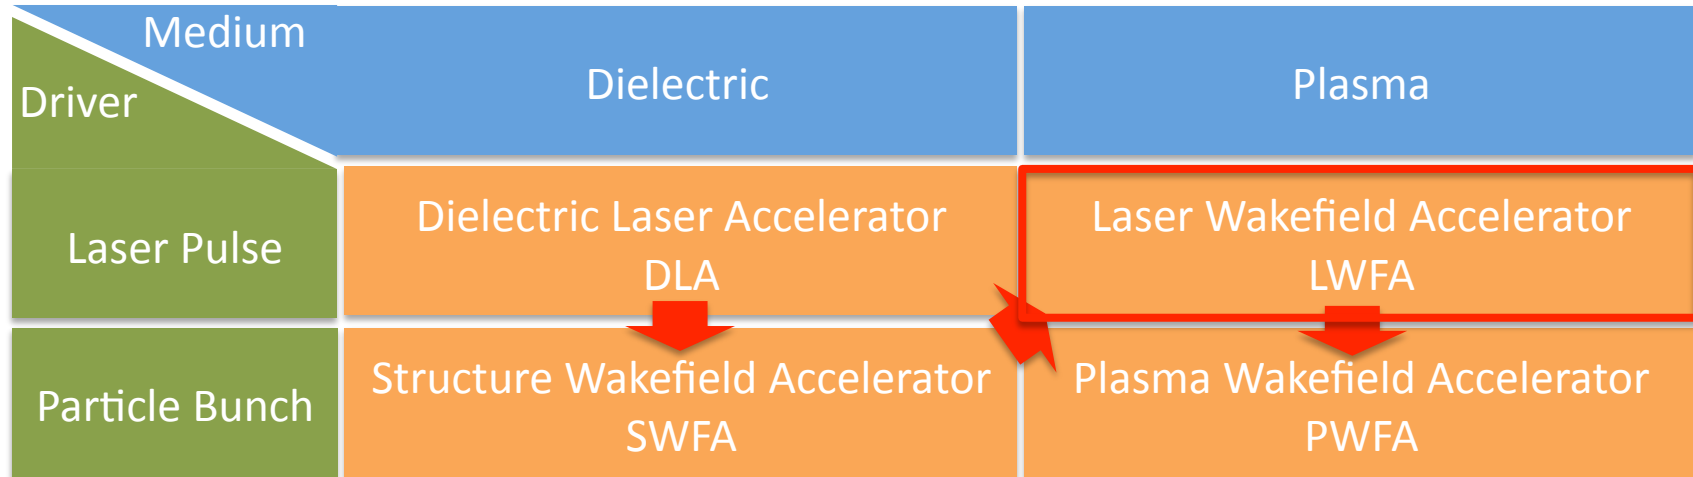 Medium
Driver
Dielectric
Plasma
Laser Pulse
Dielectric Laser Accelerator
DLA
Laser Wakefield Accelerator
LWFA
Particle Bunch
Structure Wakefield Accelerator
SWFA
Plasma Wakefield Accelerator
PWFA